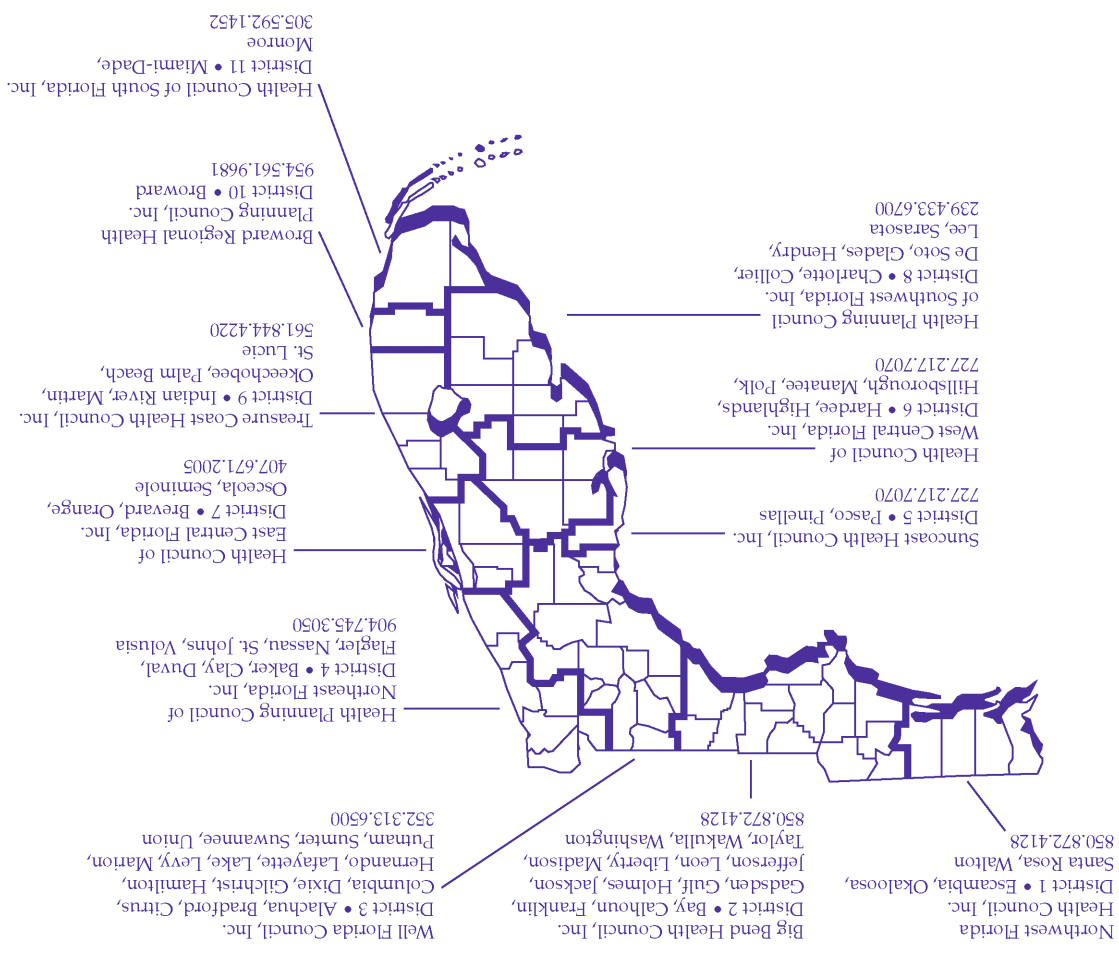 Northwest Florida
Health Council, Inc.
District 1 • Escambia, Okaloosa,
Santa Rosa, Walton
850.872.4128
Big Bend Health Council, Inc.
District 2 • Bay, Calhoun, Franklin,
Gadsden, Gulf, Holmes, Jackson,
Jefferson, Leon, Liberty, Madison,
Taylor, Wakulla, Washington
850.872.4128
Well Florida Council, Inc.
District 3 • Alachua, Bradford, Citrus,
Columbia, Dixie, Gilchrist, Hamilton,
Hernando, Lafayette, Lake, Levy, Marion,
Putnam, Sumter, Suwannee, Union
352.313.6500
Health Planning Council of
Northeast Florida, Inc.
District 4 • Baker, Clay, Duval,
Flagler, Nassau, St. Johns, Volusia
904.745.3050
Suncoast Health Council, Inc.
District 5 • Pasco, Pinellas
727.217.7070
Health Council of
West Central Florida, Inc.
District 6 • Hardee, Highlands,
Hillsborough, Manatee, Polk,
727.217.7070
Health Council of
East Central Florida, Inc.
District 7 • Brevard, Orange,
Osceola, Seminole
407.671.2005
Health Planning Council
of Southwest Florida, Inc.
District 8 • Charlotte, Collier,
De Soto, Glades, Hendry,
Lee, Sarasota
239.433.6700
Treasure Coast Health Council, Inc.
District 9 • Indian River, Martin,
Okeechobee, Palm Beach,
St. Lucie
561.844.4220
Broward Regional Health
Planning Council, Inc.
District 10 • Broward
954.561.9681
Health Council of South Florida, Inc.
District 11 • Miami-Dade,
Monroe
305.592.1452